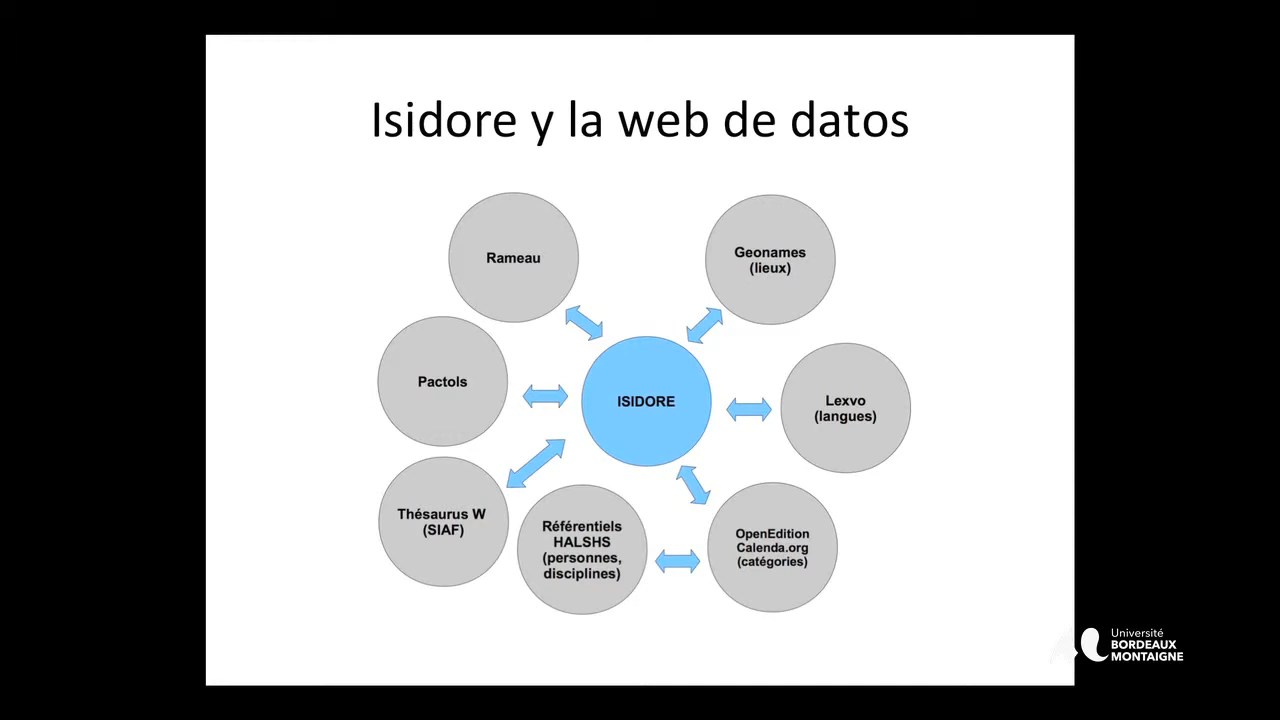 Isidore y la web de datos
Rameau
Geonames
(lieux)
Pactols
ISIDORE
Lexvo
(langues)
Thésaurus W
(SIAF)
Référentiels
HALSHS
(personnes,
disciplines)
OpenEdition
Calenda.org
(catégories)
Université
BORDEAUX
MONTAIGNE